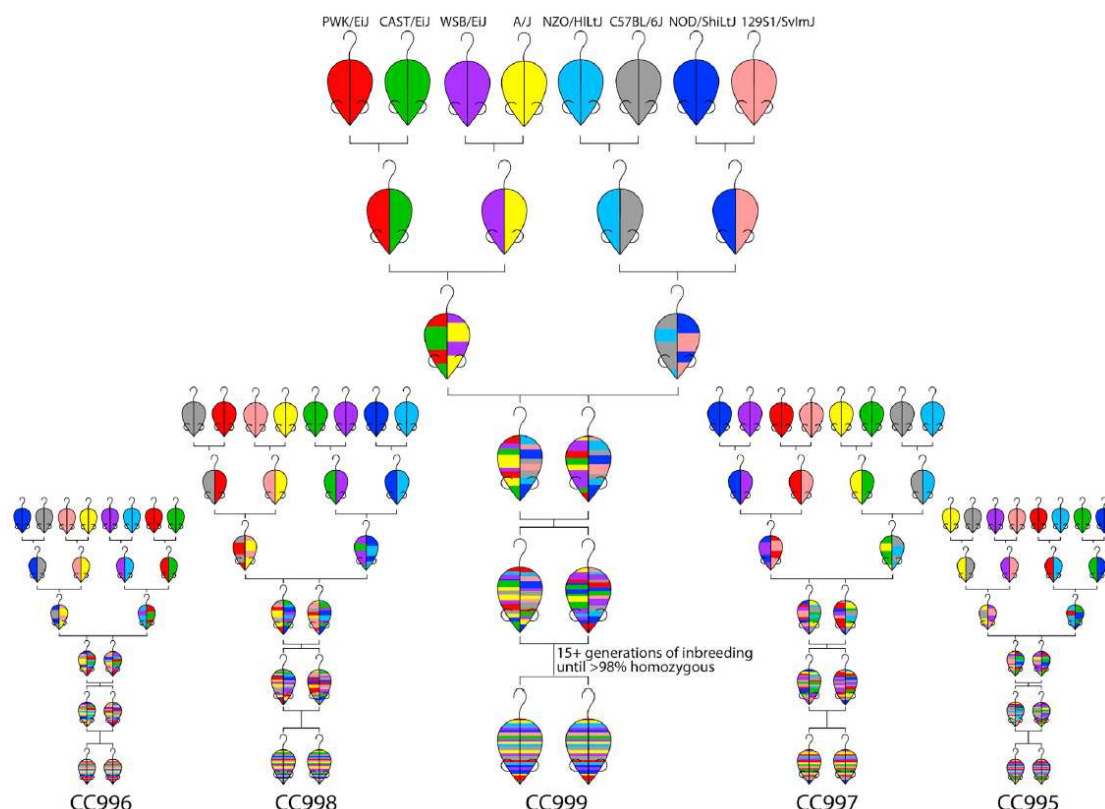 PWK/EiJ CAST/EiJ WSB/EiJ A/J NZO/HlLtJ C57BL/6J NOD/ShiLtJ 129S1/SvImJ
15+ generations of inbreeding
until >98% homozygous
CC996 CC998 CC999 CC997 CC995